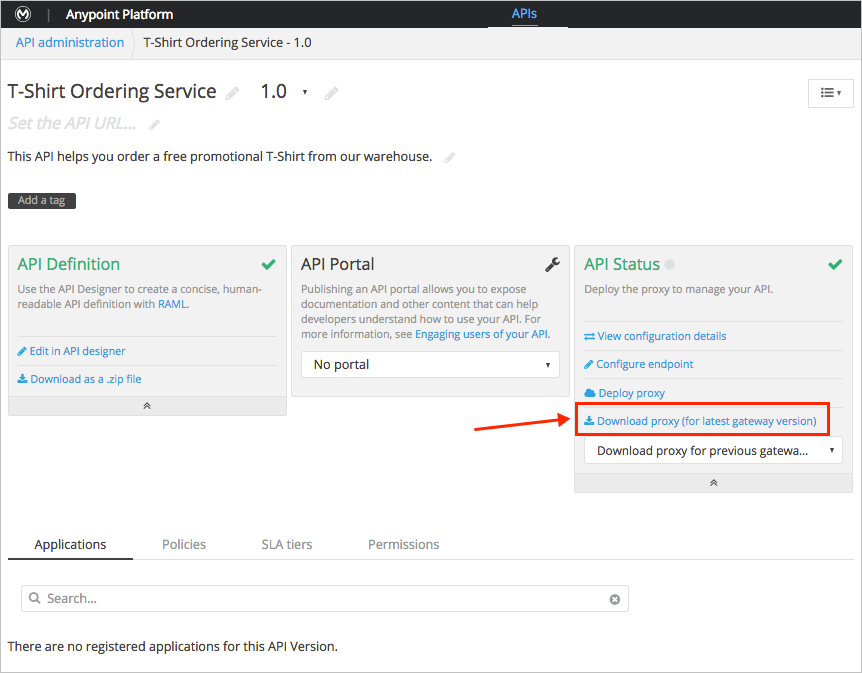 Anypoint Platform
APIs
API administration
T-Shirt Ordering Service - 1.0
T-Shirt Ordering Service
1.0
Set the API URL...
This API helps you order a free promotional T-Shirt from our warehouse.
Add a tag
API Definition
Use the API Designer to create a concise, human-
readable API definition with RAML.
Edit in API designer
Download as a .zip file
API Portal
Publishing an API portal allows you to expose
documentation and other content that can help
developers understand how to use your API. For
more information, see Engaging users of your API.
No portal
API Status
Deploy the proxy to manage your API.
View configuration details
Configure endpoint
Deploy proxy
Download proxy (for latest gateway version)
Download proxy for previous gatewa...
Applications
Policies
SLA tiers
Permissions
Search...
There are no registered applications for this API Version.